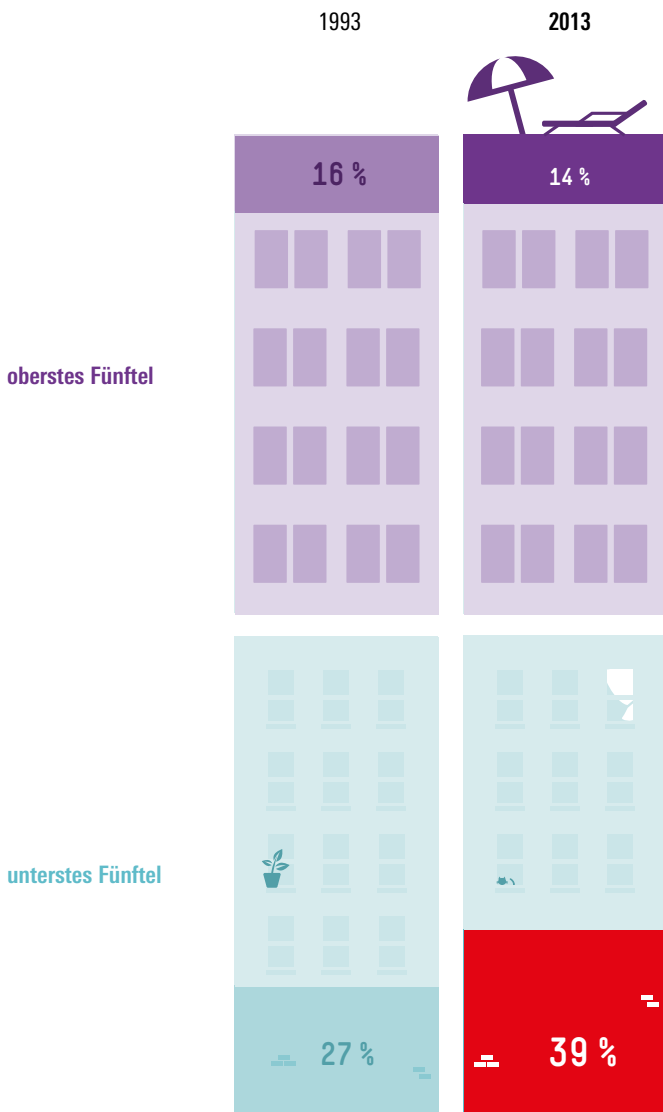 1993 2013
16 % 14 %
oberstes Fünftel
unterstes Fünftel
27 % 39 %